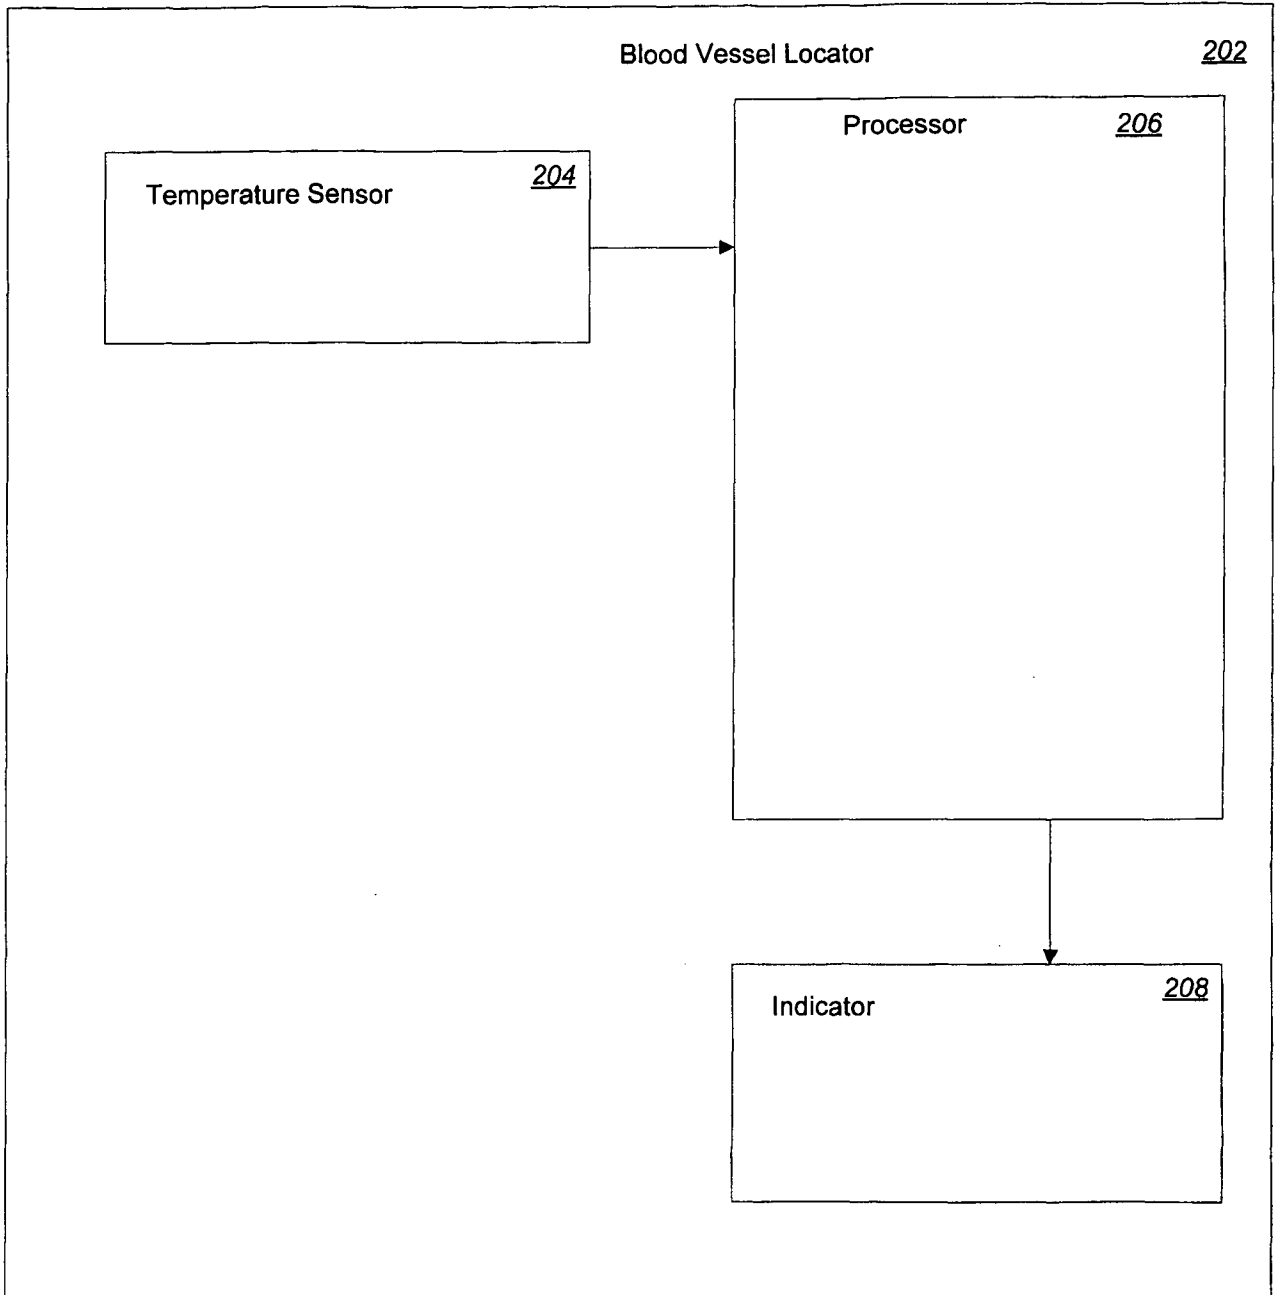 Blood Vessel Locator 202
Processor 206
Temperature Sensor 204
Indicator 208